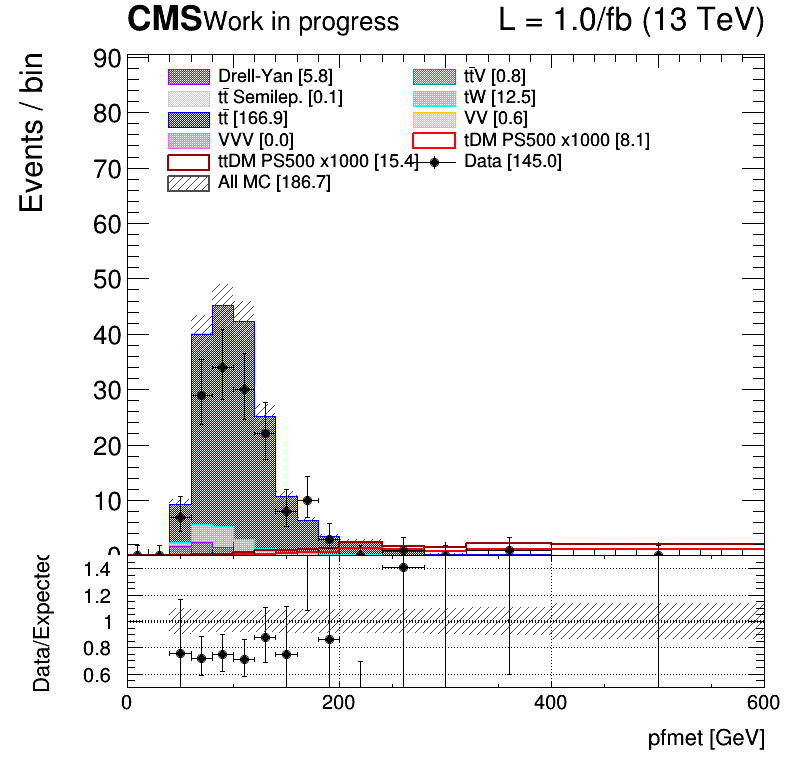 CMS Work in progress L = 1.0/fb (13 TeV)
Events / bin
90
80
70
60
50
40
30
20
10
0
Drell-Yan [5.8] tt̄V [0.8]
tt̄ Semilep. [0.1] tW [12.5]
tt̄ [166.9] VV [0.6]
VVV [0.0] tDM PS500 x1000 [8.1]
ttDM PS500 x1000 [15.4] Data [145.0]
All MC [186.7]
Data/Expected
1.4
1.2
1
0.8
0.6
0 200 400 600
pfmet [GeV]